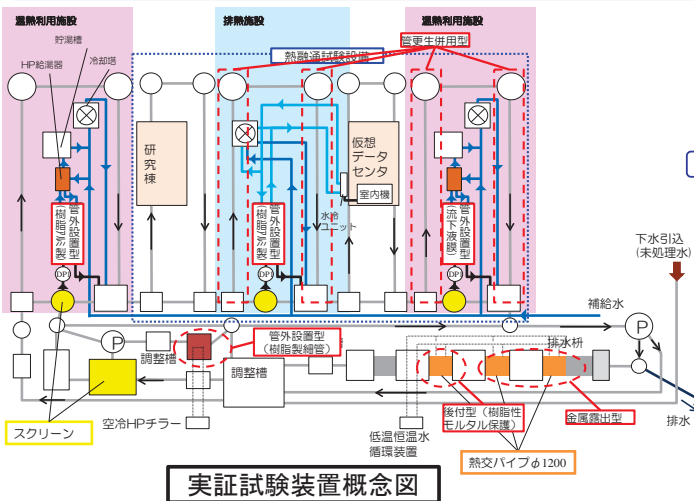 温熱利用施設
排熱施設
温熱利用施設
貯湯槽
HP給湯器
冷却塔
熱融通試験設備
管更生併用型
研究棟
仮想データセンタ
室内機
水冷ユニット
管外設置型
(樹脂アルミ製)
管外設置型
(樹脂アルミ製)
管外設置型
(流下液膜)
DP1
DP1
DP1
下水引込
(未処理水)
補給水
P
P
管外設置型
(樹脂製細管)
排水枡
調整槽
調整槽
スクリーン
空冷HPチラー
低温恒温水
循環装置
後付型(樹脂性
モルタル保護)
金属露出型
熱交パイプφ1200
排水
実証試験装置概念図